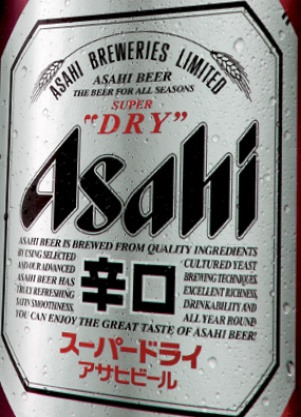 ASAHI BREWERIES LIMITED
ASAHI BEER
THE BEER FOR ALL SEASONS
SUPER
"DRY"
Asahi
ASAHI BEER IS BREWED FROM QUALITY INGREDIENTS
BY USING SELECTED CULTURED YEAST
AND OUR ADVANCED BREWING TECHNIQUES.
ASAHI BEER HAS EXCELLENT RICHNESS,
TRULY REFRESHING DRINKABILITY AND
SATIN SMOOTHNESS. ALL YEAR ROUND
辛口
YOU CAN ENJOY THE GREAT TASTE OF ASAHI BEER!
スーパードライ
アサヒビール